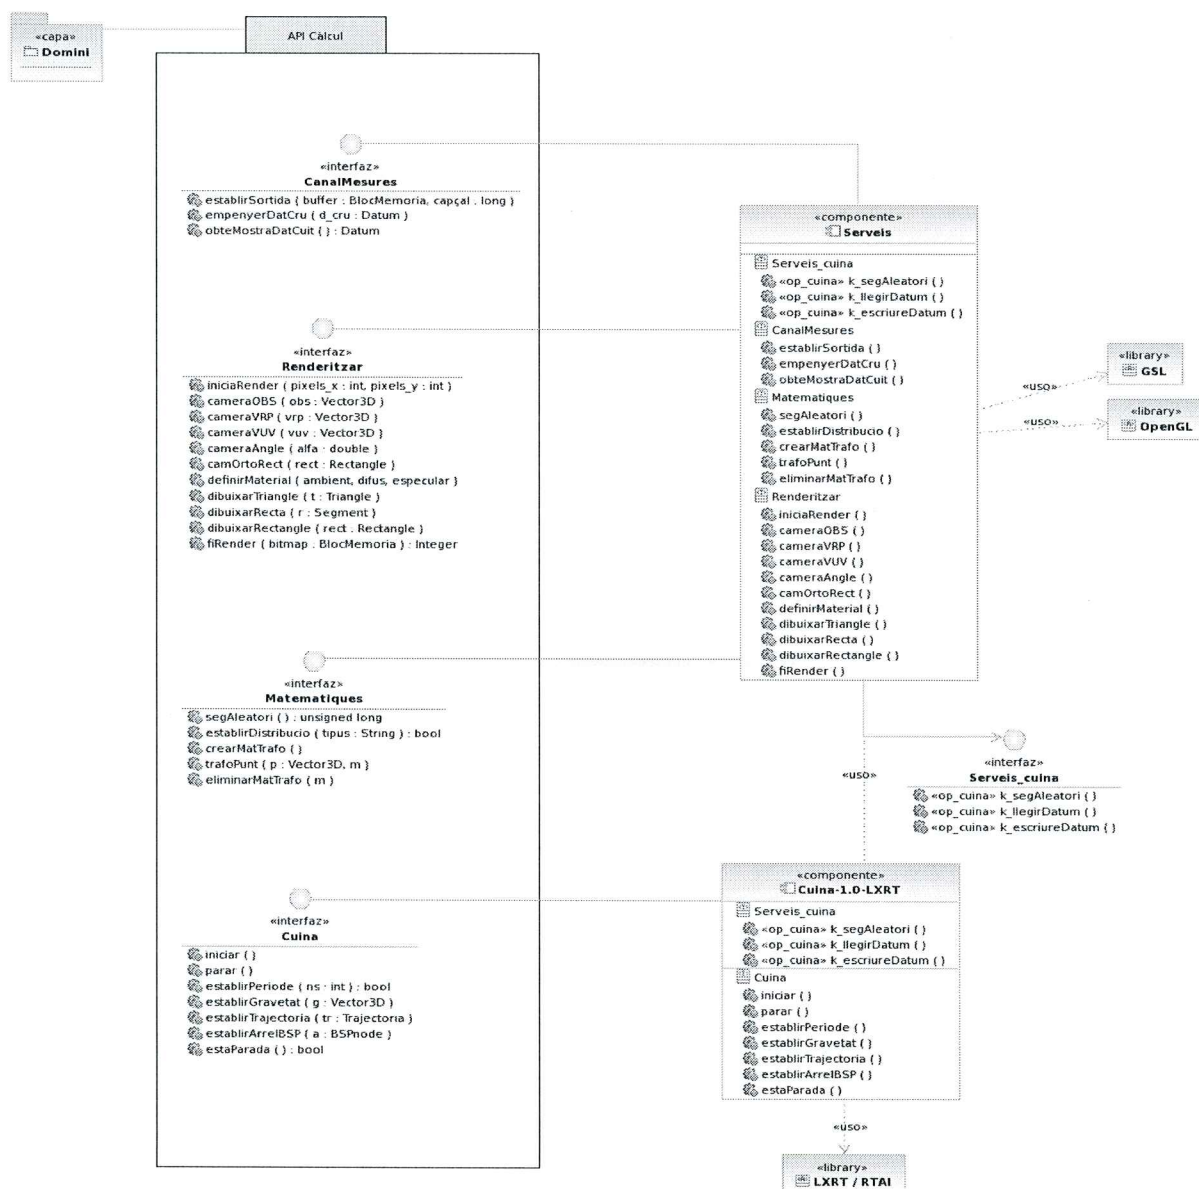 «capa»
Domini
API Càlcul
«interfaz»
CanalMesures
establirSortida ( buffer : BlocMemoria, capçal : long )
empenyerDatCru ( d_cru : Datum )
obteMostraDatCuit ( ) : Datum
«interfaz»
Renderitzar
iniciaRender ( pixels_x : int, pixels_y : int )
cameraOBS ( obs : Vector3D )
cameraVRP ( vrp : Vector3D )
cameraVUV ( vuv : Vector3D )
cameraAngle ( alfa : double )
camOrtoRect ( rect : Rectangle )
definirMaterial ( ambient, difus, especular )
dibuixarTriangle ( t : Triangle )
dibuixarRecta ( r : Segment )
dibuixarRectangle ( rect : Rectangle )
fiRender ( bitmap : BlocMemoria ) : Integer
«interfaz»
Matematiques
segAleatori ( ) : unsigned long
establirDistribucio ( tipus : String ) : bool
crearMatTrafo ( )
trafoPunt ( p : Vector3D, m )
eliminarMatTrafo ( m )
«interfaz»
Cuina
iniciar ( )
parar ( )
establirPeriode ( ns : int ) : bool
establirGravetat ( g : Vector3D )
establirTrajectoria ( tr : Trajectoria )
establirArrelBSP ( a : BSPnode )
estaParada ( ) : bool
«componente»
Serveis
Serveis_cuina
«op_cuina» k_segAleatori ( )
«op_cuina» k_llegirDatum ( )
«op_cuina» k_escriureDatum ( )
CanalMesures
establirSortida ( )
empenyerDatCru ( )
obteMostraDatCuit ( )
Matematiques
segAleatori ( )
establirDistribucio ( )
crearMatTrafo ( )
trafoPunt ( )
eliminarMatTrafo ( )
Renderitzar
iniciaRender ( )
cameraOBS ( )
cameraVRP ( )
cameraVUV ( )
cameraAngle ( )
camOrtoRect ( )
definirMaterial ( )
dibuixarTriangle ( )
dibuixarRecta ( )
dibuixarRectangle ( )
fiRender ( )
«uso»
«library»
GSL
«uso»
«library»
OpenGL
«uso»
«interfaz»
Serveis_cuina
«op_cuina» k_segAleatori ( )
«op_cuina» k_llegirDatum ( )
«op_cuina» k_escriureDatum ( )
«componente»
Cuina-1.0-LXRT
Serveis_cuina
«op_cuina» k_segAleatori ( )
«op_cuina» k_llegirDatum ( )
«op_cuina» k_escriureDatum ( )
Cuina
iniciar ( )
parar ( )
establirPeriode ( )
establirGravetat ( )
establirTrajectoria ( )
establirArrelBSP ( )
estaParada ( )
«uso»
«library»
LXRT / RTAI